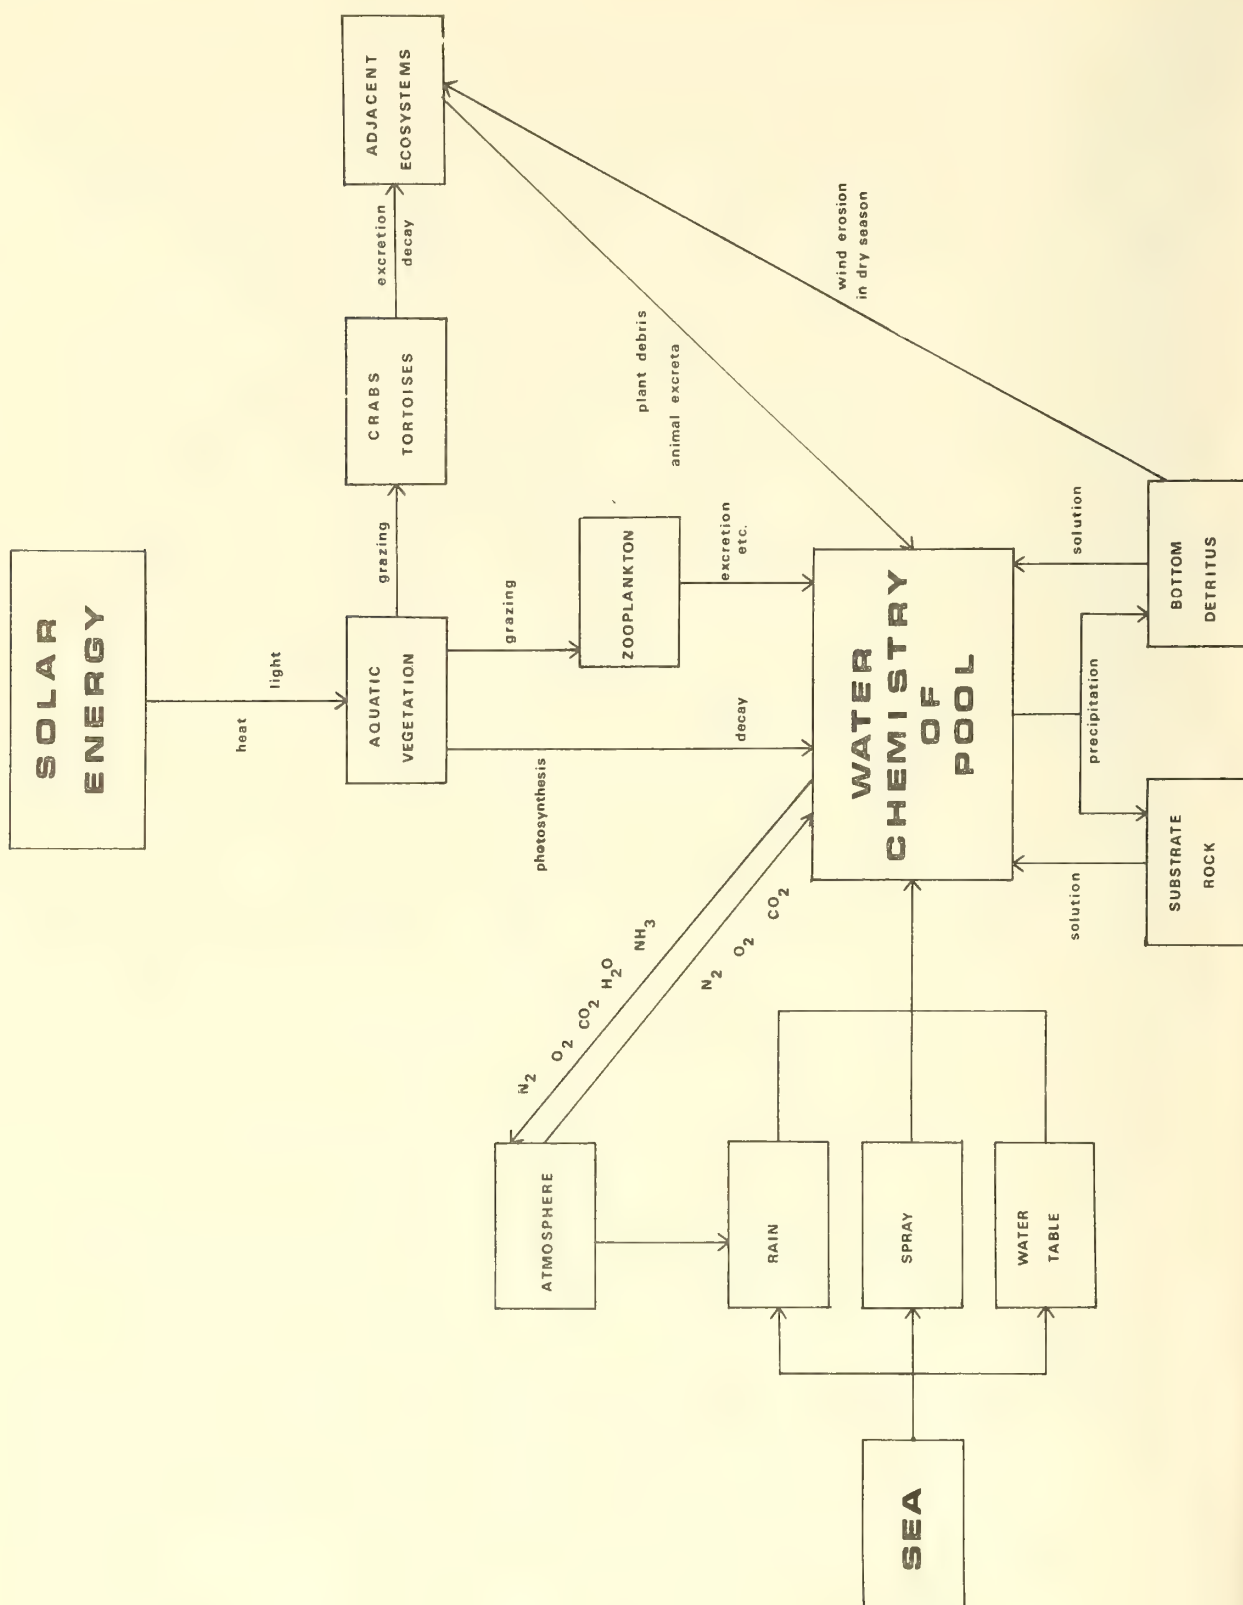 SOLAR
ENERGY
heat
light
AQUATIC
VEGETATION
grazing
CRABS
TORTOISES
excretion
decay
ADJACENT
ECOSYSTEMS
photosynthesis
decay
grazing
ZOOPLANKTON
excretion
etc.
plant debris
animal excreta
wind erosion
in dry season
ATMOSPHERE
N₂ O₂ CO₂ H₂O NH₃
N₂ O₂ CO₂
SEA
RAIN
SPRAY
WATER
TABLE
WATER
CHEMISTRY
OF
POOL
solution
precipitation
solution
SUBSTRATE
ROCK
BOTTOM
DETRITUS